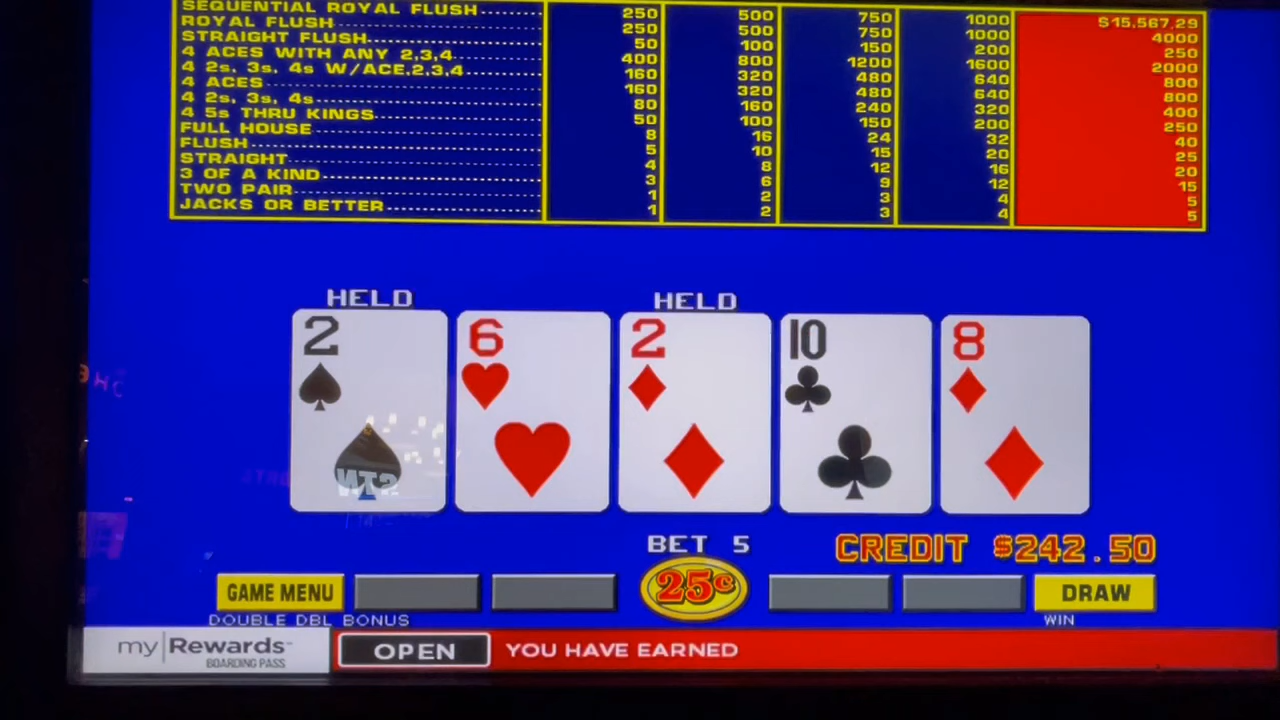 SEQUENTIAL ROYAL FLUSH 250 500 750 1000 $15,567.29
ROYAL FLUSH 250 500 750 1000 4000
STRAIGHT FLUSH 50 100 150 200 250
4 ACES WITH ANY 2,3,4 400 800 1200 1600 2000
4 2s, 3s, 4s W/ACE,2,3,4 160 320 480 640 800
4 ACES 160 320 480 640 800
4 2s, 3s, 4s 80 160 240 320 400
4 5s THRU KINGS 50 100 150 200 250
FULL HOUSE 8 16 24 32 40
FLUSH 5 10 15 20 25
STRAIGHT 4 8 12 16 20
3 OF A KIND 3 6 9 12 15
TWO PAIR 1 2 3 4 5
JACKS OR BETTER 1 2 3 4 5
HELD HELD
2 6 2 10 8
BET 5 CREDIT $242.50
GAME MENU 25¢ DRAW
DOUBLE DBL BONUS WIN
my|Rewards™ OPEN YOU HAVE EARNED
BOARDING PASS